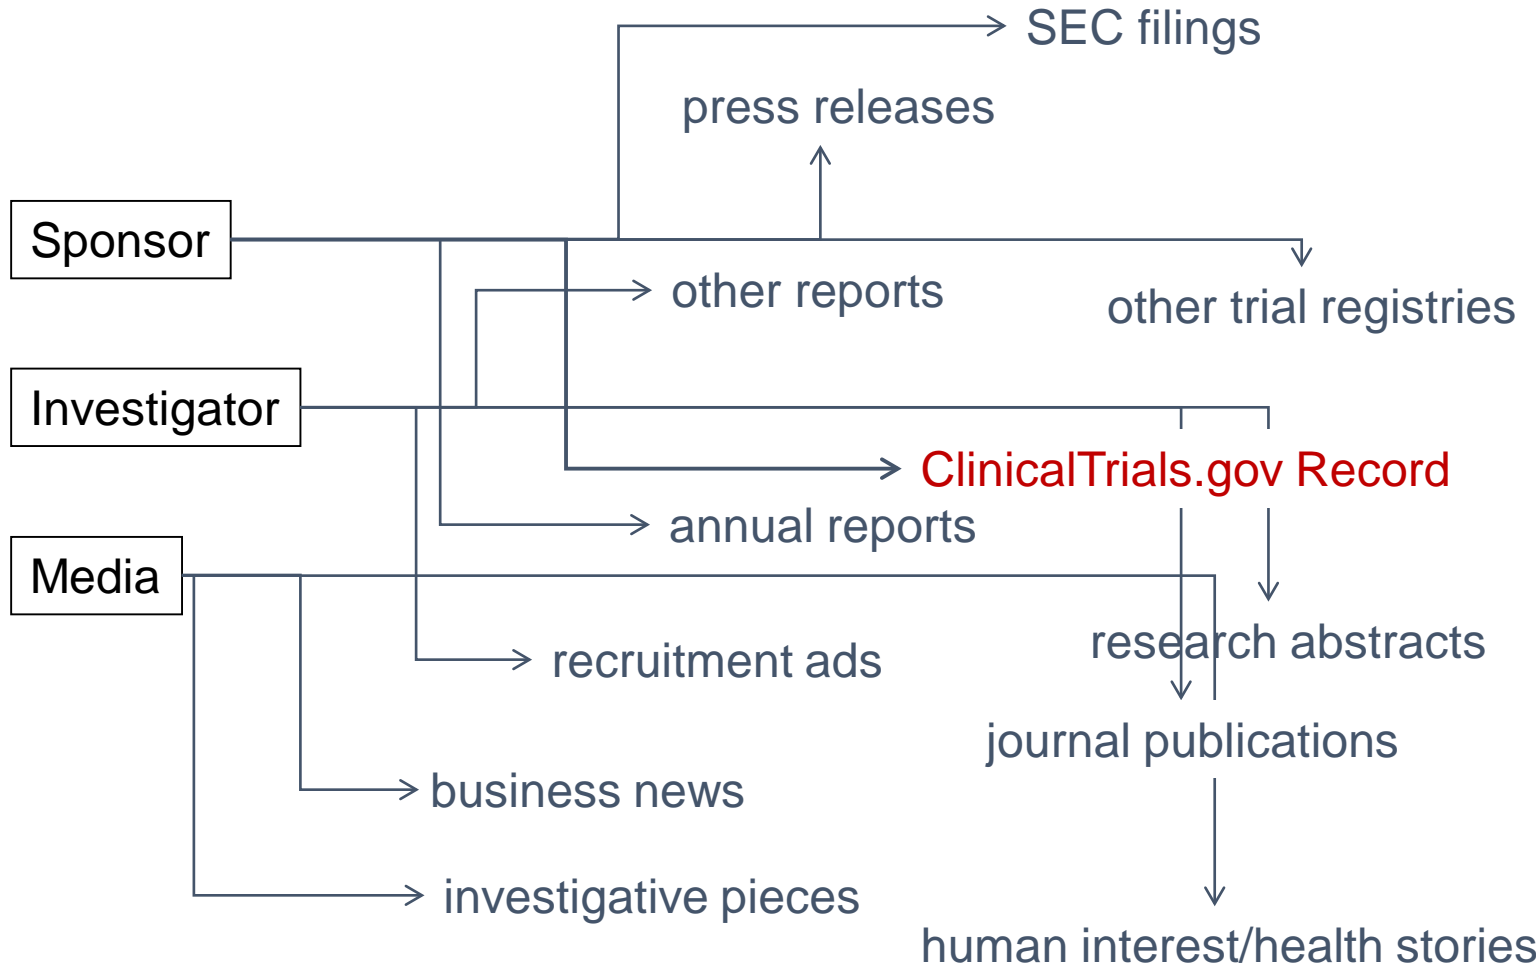 SEC filings
press releases
Sponsor
other reports
other trial registries
Investigator
ClinicalTrials.gov Record
annual reports
Media
research abstracts
recruitment ads
journal publications
business news
investigative pieces
human interest/health stories